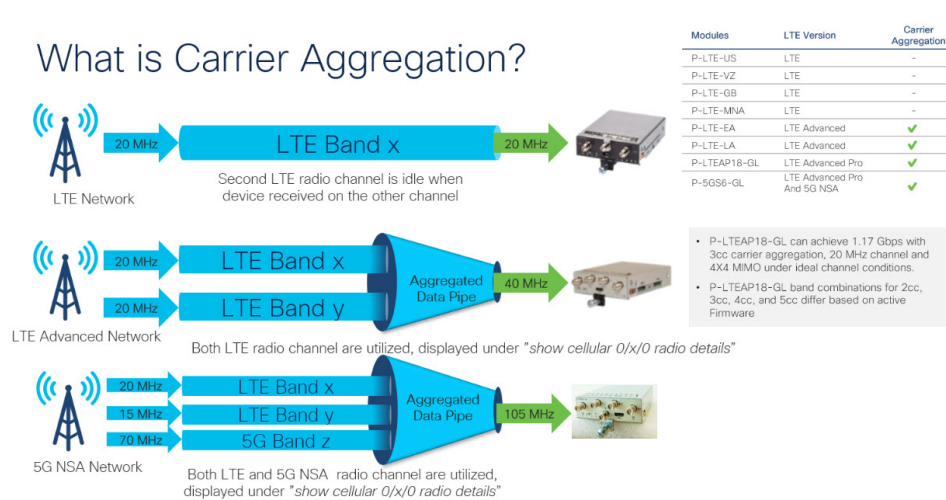 What is Carrier Aggregation?
20 MHz
LTE Band x
20 MHz
Second LTE radio channel is idle when
device received on the other channel
LTE Network
20 MHz
LTE Band x
20 MHz
LTE Band y
Aggregated
Data Pipe
40 MHz
LTE Advanced Network
Both LTE radio channel are utilized, displayed under "show cellular 0/x/0 radio details"
20 MHz
LTE Band x
15 MHz
LTE Band y
70 MHz
5G Band z
Aggregated
Data Pipe
105 MHz
5G NSA Network
Both LTE and 5G NSA radio channel are utilized,
displayed under "show cellular 0/x/0 radio details"
Modules LTE Version Carrier
Aggregation
P-LTE-US LTE -
P-LTE-VZ LTE -
P-LTE-GB LTE -
P-LTE-MNA LTE -
P-LTE-EA LTE Advanced ✔
P-LTE-LA LTE Advanced ✔
P-LTEAP18-GL LTE Advanced Pro ✔
P-5GS6-GL LTE Advanced Pro
And 5G NSA ✔
• P-LTEAP18-GL can achieve 1.17 Gbps with
3cc carrier aggregation, 20 MHz channel and
4X4 MIMO under ideal channel conditions.
• P-LTEAP18-GL band combinations for 2cc,
3cc, 4cc, and 5cc differ based on active
Firmware